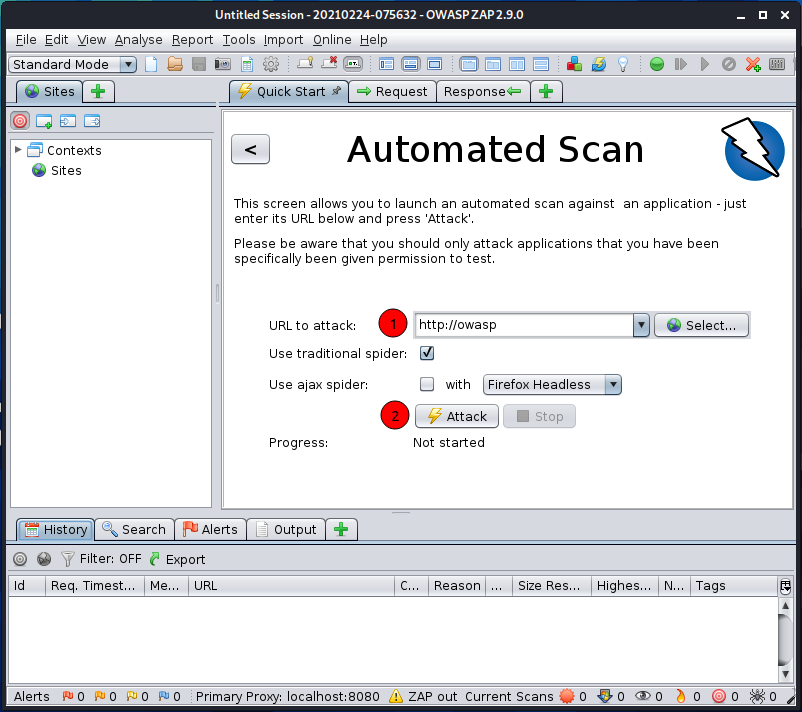 Untitled Session - 20210224-075632 - OWASP ZAP 2.9.0
File Edit View Analyse Report Tools Import Online Help
Standard Mode
Sites
Quick Start
Request
Response
<
Automated Scan
Contexts
Sites
This screen allows you to launch an automated scan against an application - just
enter its URL below and press 'Attack'.
Please be aware that you should only attack applications that you have been
specifically been given permission to test.
URL to attack: 1 http://owasp Select...
Use traditional spider:
Use ajax spider: with Firefox Headless
2 Attack Stop
Progress: Not started
History Search Alerts Output
Filter: OFF Export
Id Req. Timest... Me... URL C... Reason ... Size Res... Highes... N... Tags
Alerts 0 0 0 0 Primary Proxy: localhost:8080 ZAP out Current Scans 0 0 0 0 0 0